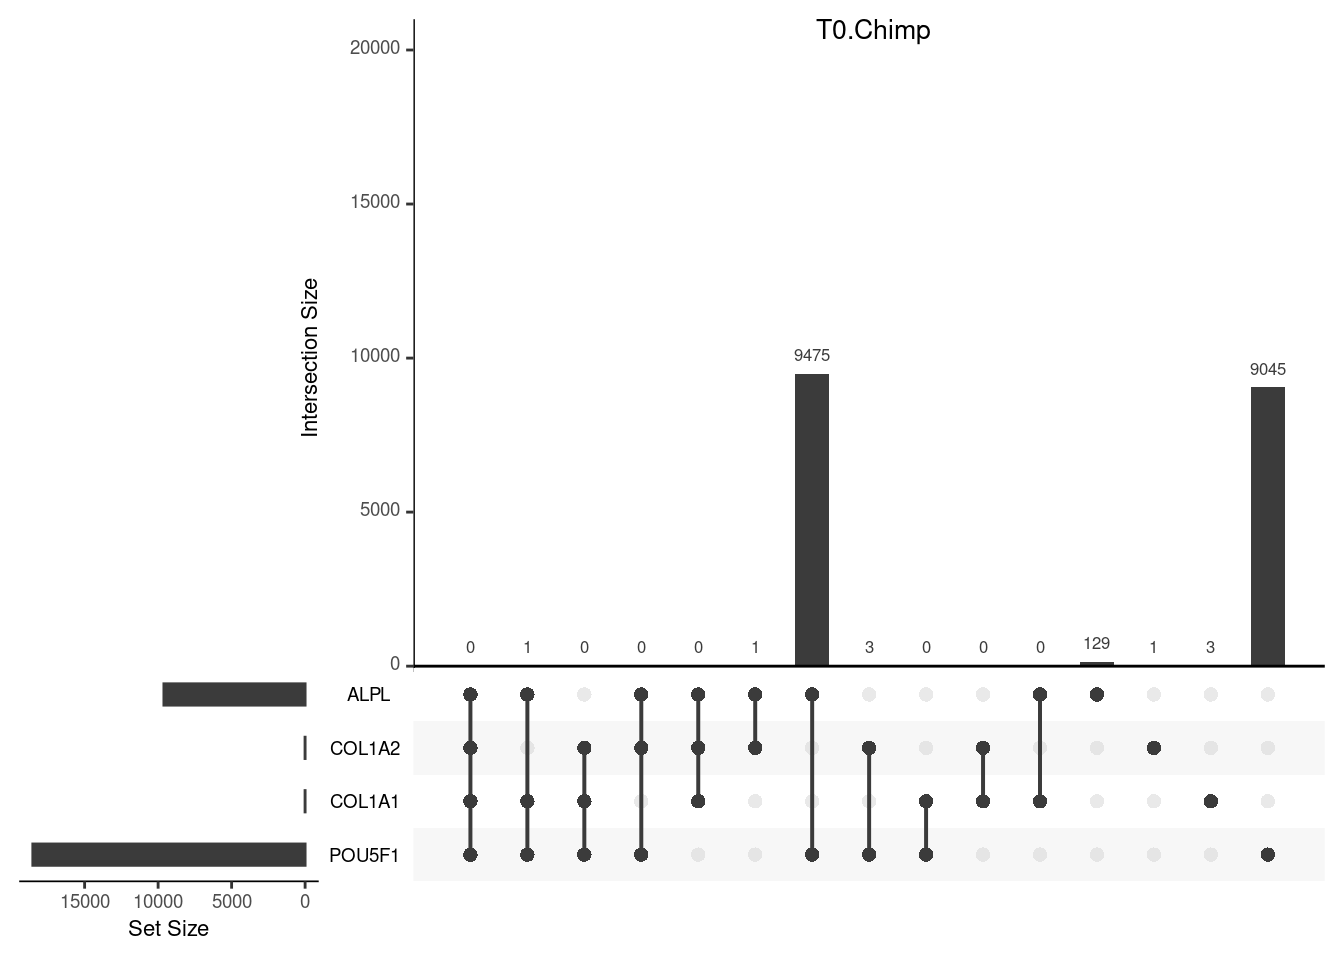 T0.Chimp
20000
15000
10000
5000
0
Intersection Size
9475
9045
0 1 0 0 0 1 3 0 0 0 129 1 3
ALPL
COL1A2
COL1A1
POU5F1
15000 10000 5000 0
Set Size